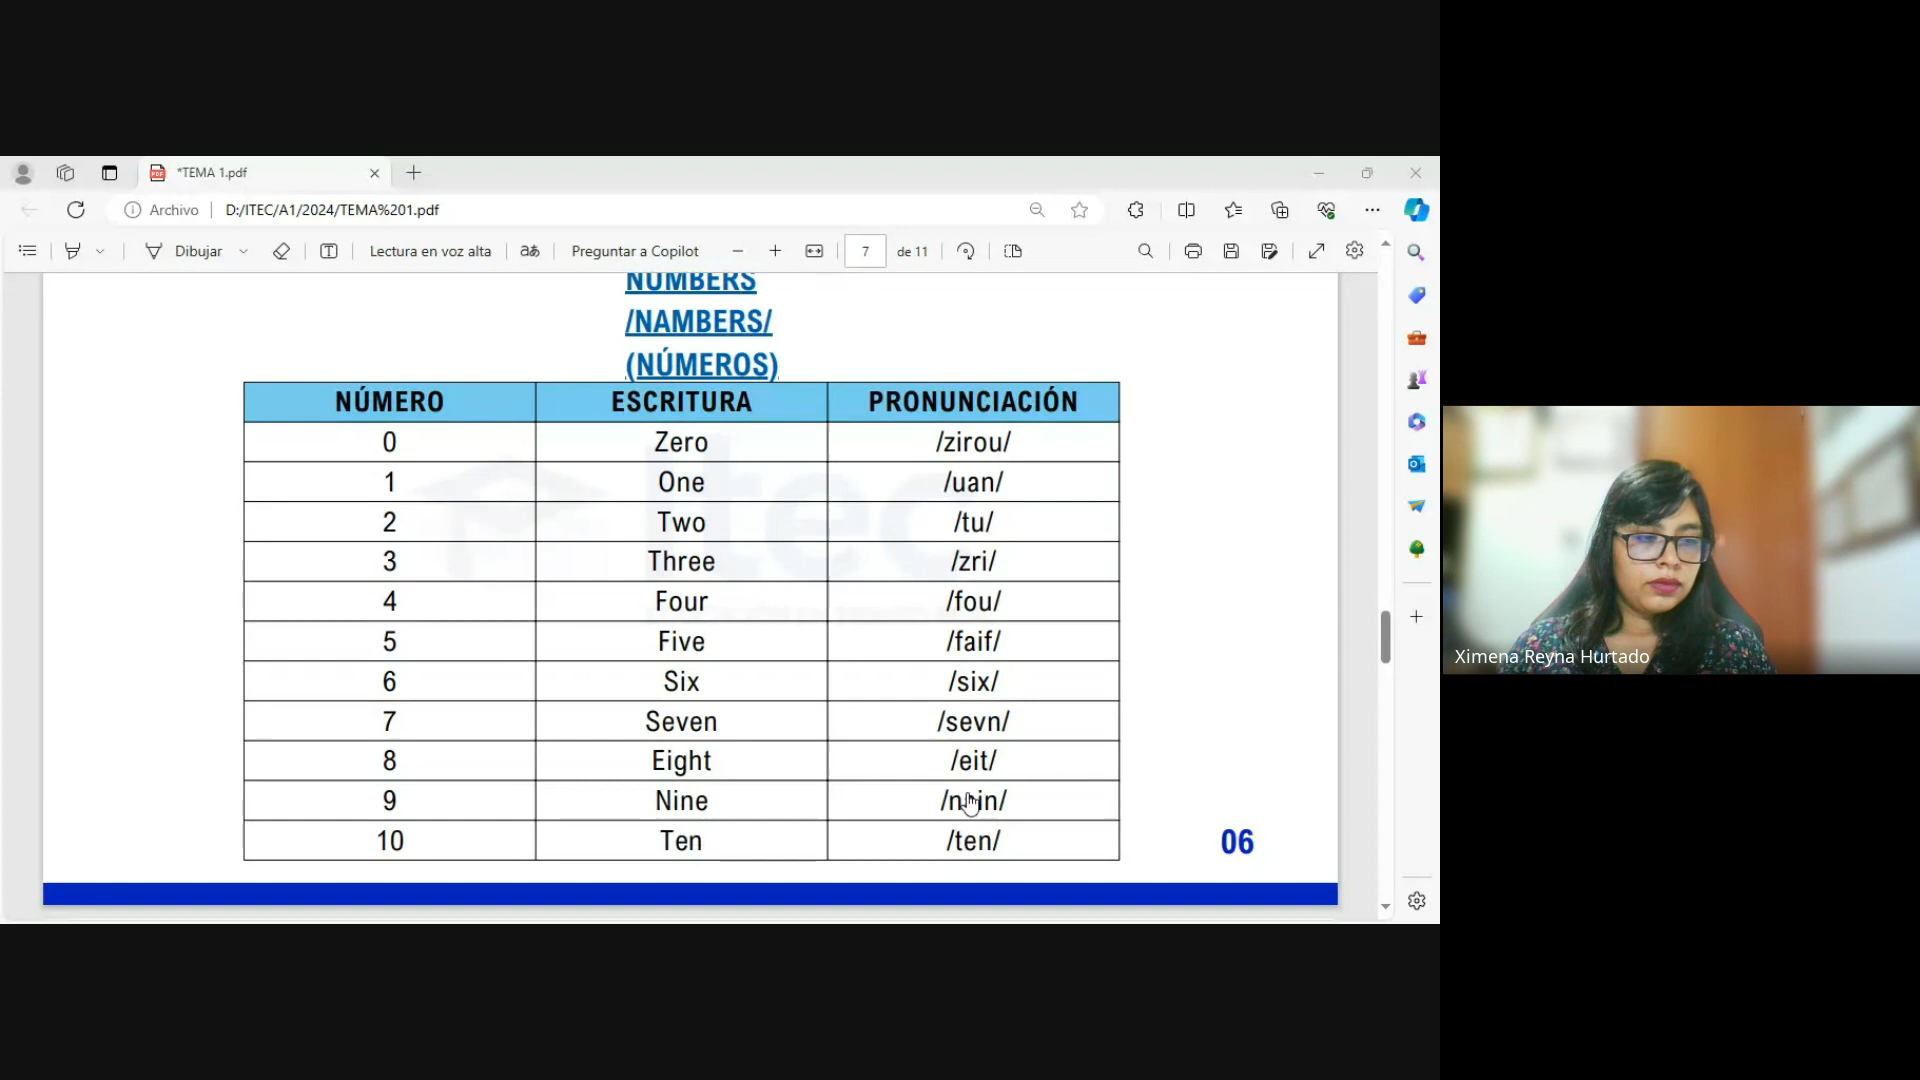 *TEMA 1.pdf
Archivo D:/ITEC/A1/2024/TEMA%201.pdf
Dibujar Lectura en voz alta aあ Preguntar a Copilot 7 de 11
NUMBERS
/NAMBERS/
(NÚMEROS)
NÚMERO ESCRITURA PRONUNCIACIÓN
0 Zero /zirou/
1 One /uan/
2 Two /tu/
3 Three /zri/
4 Four /fou/
5 Five /faif/
6 Six /six/
7 Seven /sevn/
8 Eight /eit/
9 Nine
10 Ten /ten/
06
Ximena Reyna Hurtado
Itec